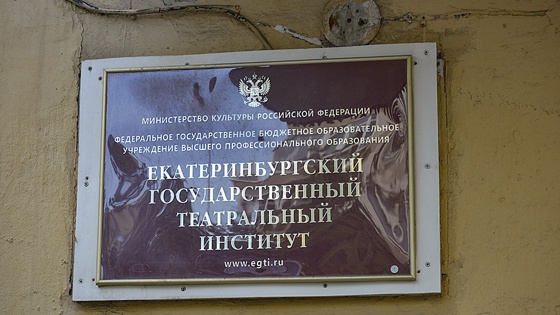 МИНИСТЕРСТВО КУЛЬТУРЫ РОССИЙСКОЙ ФЕДЕРАЦИИ
ФЕДЕРАЛЬНОЕ ГОСУДАРСТВЕННОЕ БЮДЖЕТНОЕ ОБРАЗОВАТЕЛЬНОЕ
УЧРЕЖДЕНИЕ ВЫСШЕГО ПРОФЕССИОНАЛЬНОГО ОБРАЗОВАНИЯ
ЕКАТЕРИНБУРГСКИЙ
ГОСУДАРСТВЕННЫЙ
ТЕАТРАЛЬНЫЙ
ИНСТИТУТ
www.egti.ru